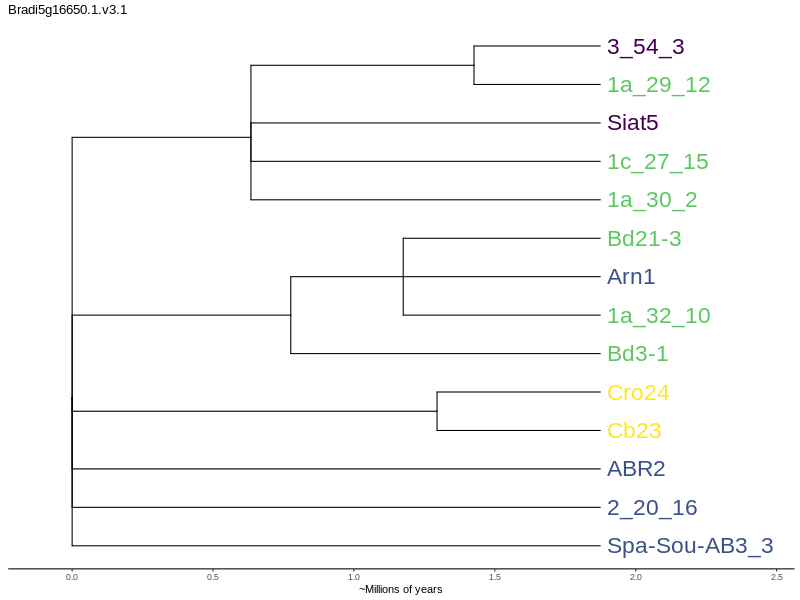 Bradi5g16650.1.v3.1
3_54_3
1a_29_12
Siat5
1c_27_15
1a_30_2
Bd21-3
Arn1
1a_32_10
Bd3-1
Cro24
Cb23
ABR2
2_20_16
Spa-Sou-AB3_3
0.0 0.5 1.0 1.5 2.0 2.5
~Millions of years